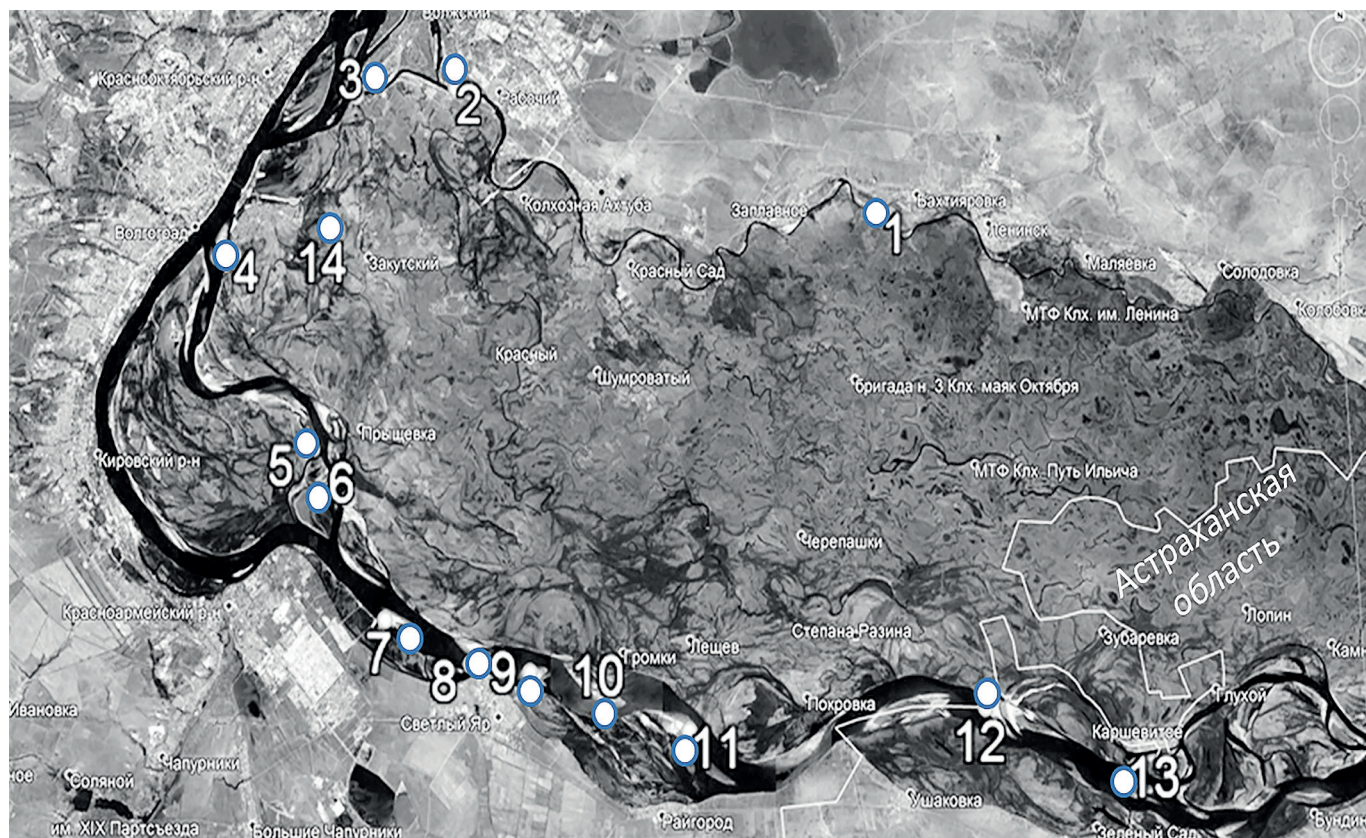 Волжский
N
Краснооктябрьский р-н
3
2
Рабочий
Колхозная Ахтуба
Заплавное
Бахтияровка
1
Ленинск
Волгоград
4
14
Закутский
Красный Сад
Маляевка
Солодовка
МТФ Клх. им. Ленина
Колобовка
Красный
Шумроватый
бригада н. 3 Клх. маяк Октября
Прыщевка
Кировский р-н
5
6
МТФ Клх. Путь Ильича
Астраханская
область
Черепашки
Красноармейский р-н
Лопин
7
8
9
10
Громки
Лещев
Степана Разина
Зубаревка
Камн
Ивановка
Светлый Яр
11
Покровка
12
Глухой
Каршевитое
13
ное
Соляной
Чапурники
Ушаковка
им. XIX Партсъезда
Большие Чапурники
Райгород
Зеленый Сад
Бундин